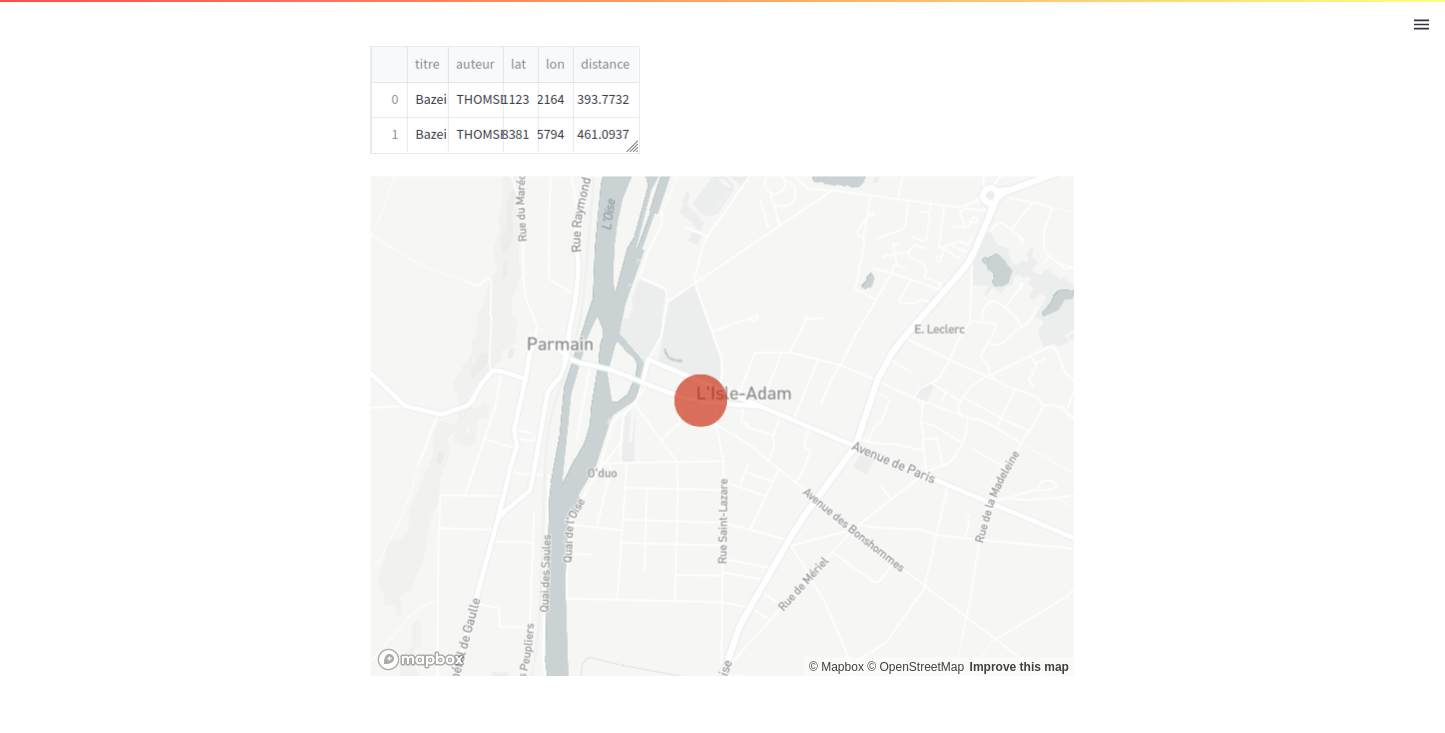 titre auteur lat lon distance
0 Bazei 1123 2164 393.7732
1 Bazei 8381 5794 461.0937
Rue du Maréc
Rue Raymond
L'Oise
E. Leclerc
Parmain
L'Isle-Adam
Avenue de Paris
O'duo
Rue Saint-Lazare
Quai de l'Oise
Avenue des Bonshommes
Rue de la Madeleine
Quai des Saules
Rue de Mériel
de Gaulle
Peupliers
mapbox
© Mapbox © OpenStreetMap Improve this map